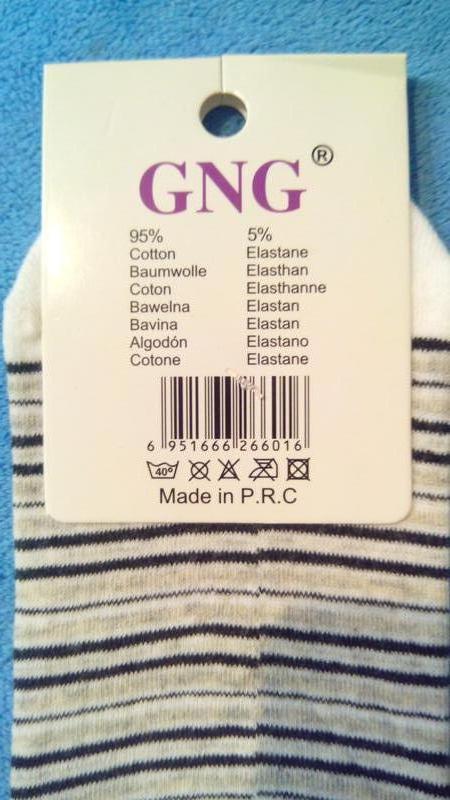 GNG®
95% 5%
Cotton Elastane
Baumwolle Elasthan
Coton Elasthanne
Bawelna Elastan
Bavina Elastan
Algodón Elastano
Cotone Elastane
6 951666 266016
40°
Made in P.R.C